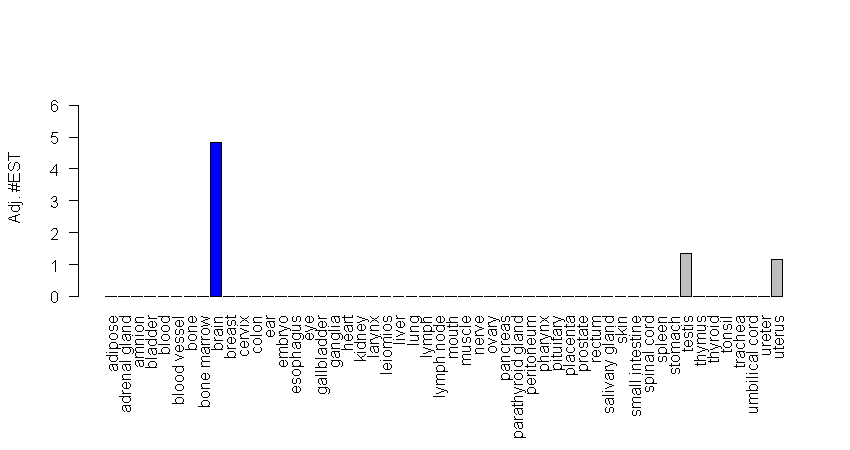 Adj. #EST
6
5
4
3
2
1
0
adipose
adrenal gland
amnion
bladder
blood
blood vessel
bone
bone marrow
brain
breast
cervix
colon
ear
embryo
esophagus
eye
gallbladder
ganglia
heart
kidney
larynx
leiomios
liver
lung
lymph
lymph node
mouth
muscle
nerve
ovary
pancreas
parathyroid gland
peritoneum
pharynx
pituitary
placenta
prostate
rectum
salivary gland
skin
small intestine
spinal cord
spleen
stomach
testis
thymus
thyroid
tonsil
trachea
umbilical cord
ureter
uterus